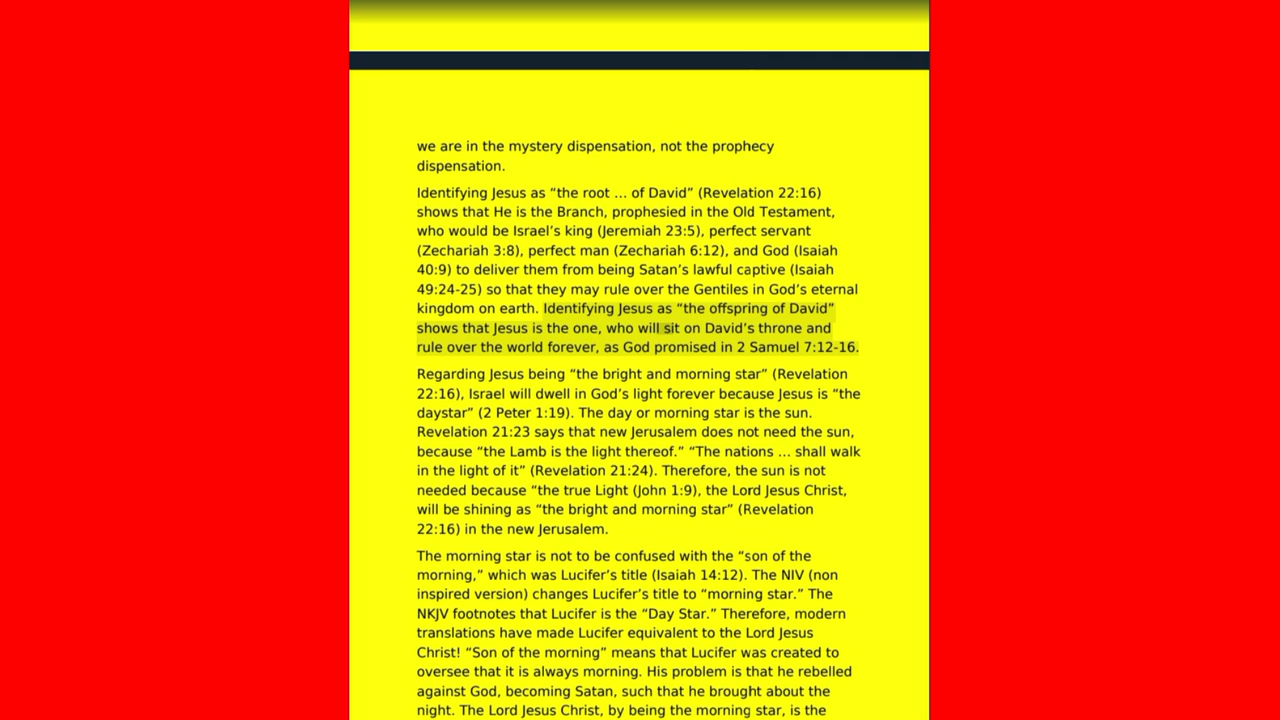 we are in the mystery dispensation, not the prophecy
dispensation.
Identifying Jesus as “the root ... of David” (Revelation 22:16)
shows that He is the Branch, prophesied in the Old Testament,
who would be Israel’s king (Jeremiah 23:5), perfect servant
(Zechariah 3:8), perfect man (Zechariah 6:12), and God (Isaiah
40:9) to deliver them from being Satan’s lawful captive (Isaiah
49:24-25) so that they may rule over the Gentiles in God’s eternal
kingdom on earth. Identifying Jesus as “the offspring of David”
shows that Jesus is the one, who will sit on David’s throne and
rule over the world forever, as God promised in 2 Samuel 7:12-16.
Regarding Jesus being “the bright and morning star” (Revelation
22:16), Israel will dwell in God’s light forever because Jesus is “the
daystar” (2 Peter 1:19). The day or morning star is the sun.
Revelation 21:23 says that new Jerusalem does not need the sun,
because “the Lamb is the light thereof.” “The nations ... shall walk
in the light of it” (Revelation 21:24). Therefore, the sun is not
needed because “the true Light (John 1:9), the Lord Jesus Christ,
will be shining as “the bright and morning star” (Revelation
22:16) in the new Jerusalem.
The morning star is not to be confused with the “son of the
morning,” which was Lucifer’s title (Isaiah 14:12). The NIV (non
inspired version) changes Lucifer’s title to “morning star.” The
NKJV footnotes that Lucifer is the “Day Star.” Therefore, modern
translations have made Lucifer equivalent to the Lord Jesus
Christ! “Son of the morning” means that Lucifer was created to
oversee that it is always morning. His problem is that he rebelled
against God, becoming Satan, such that he brought about the
night. The Lord Jesus Christ, by being the morning star, is the